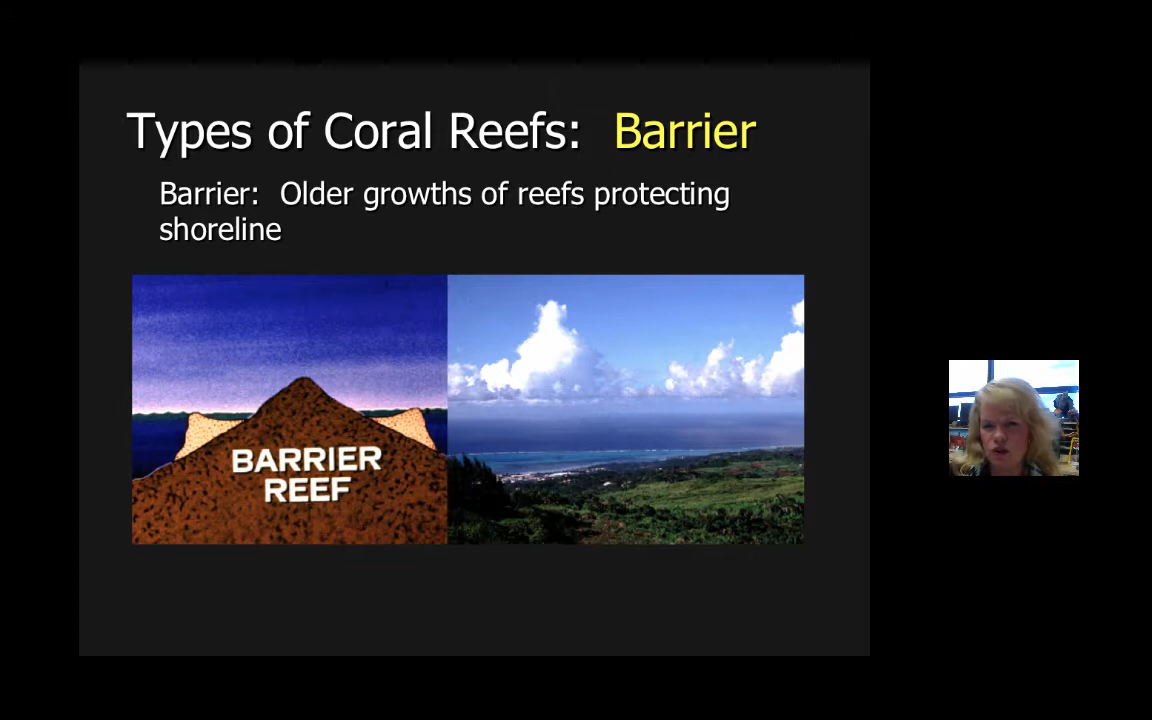 Types of Coral Reefs: Barrier
Barrier: Older growths of reefs protecting
shoreline
BARRIER
REEF